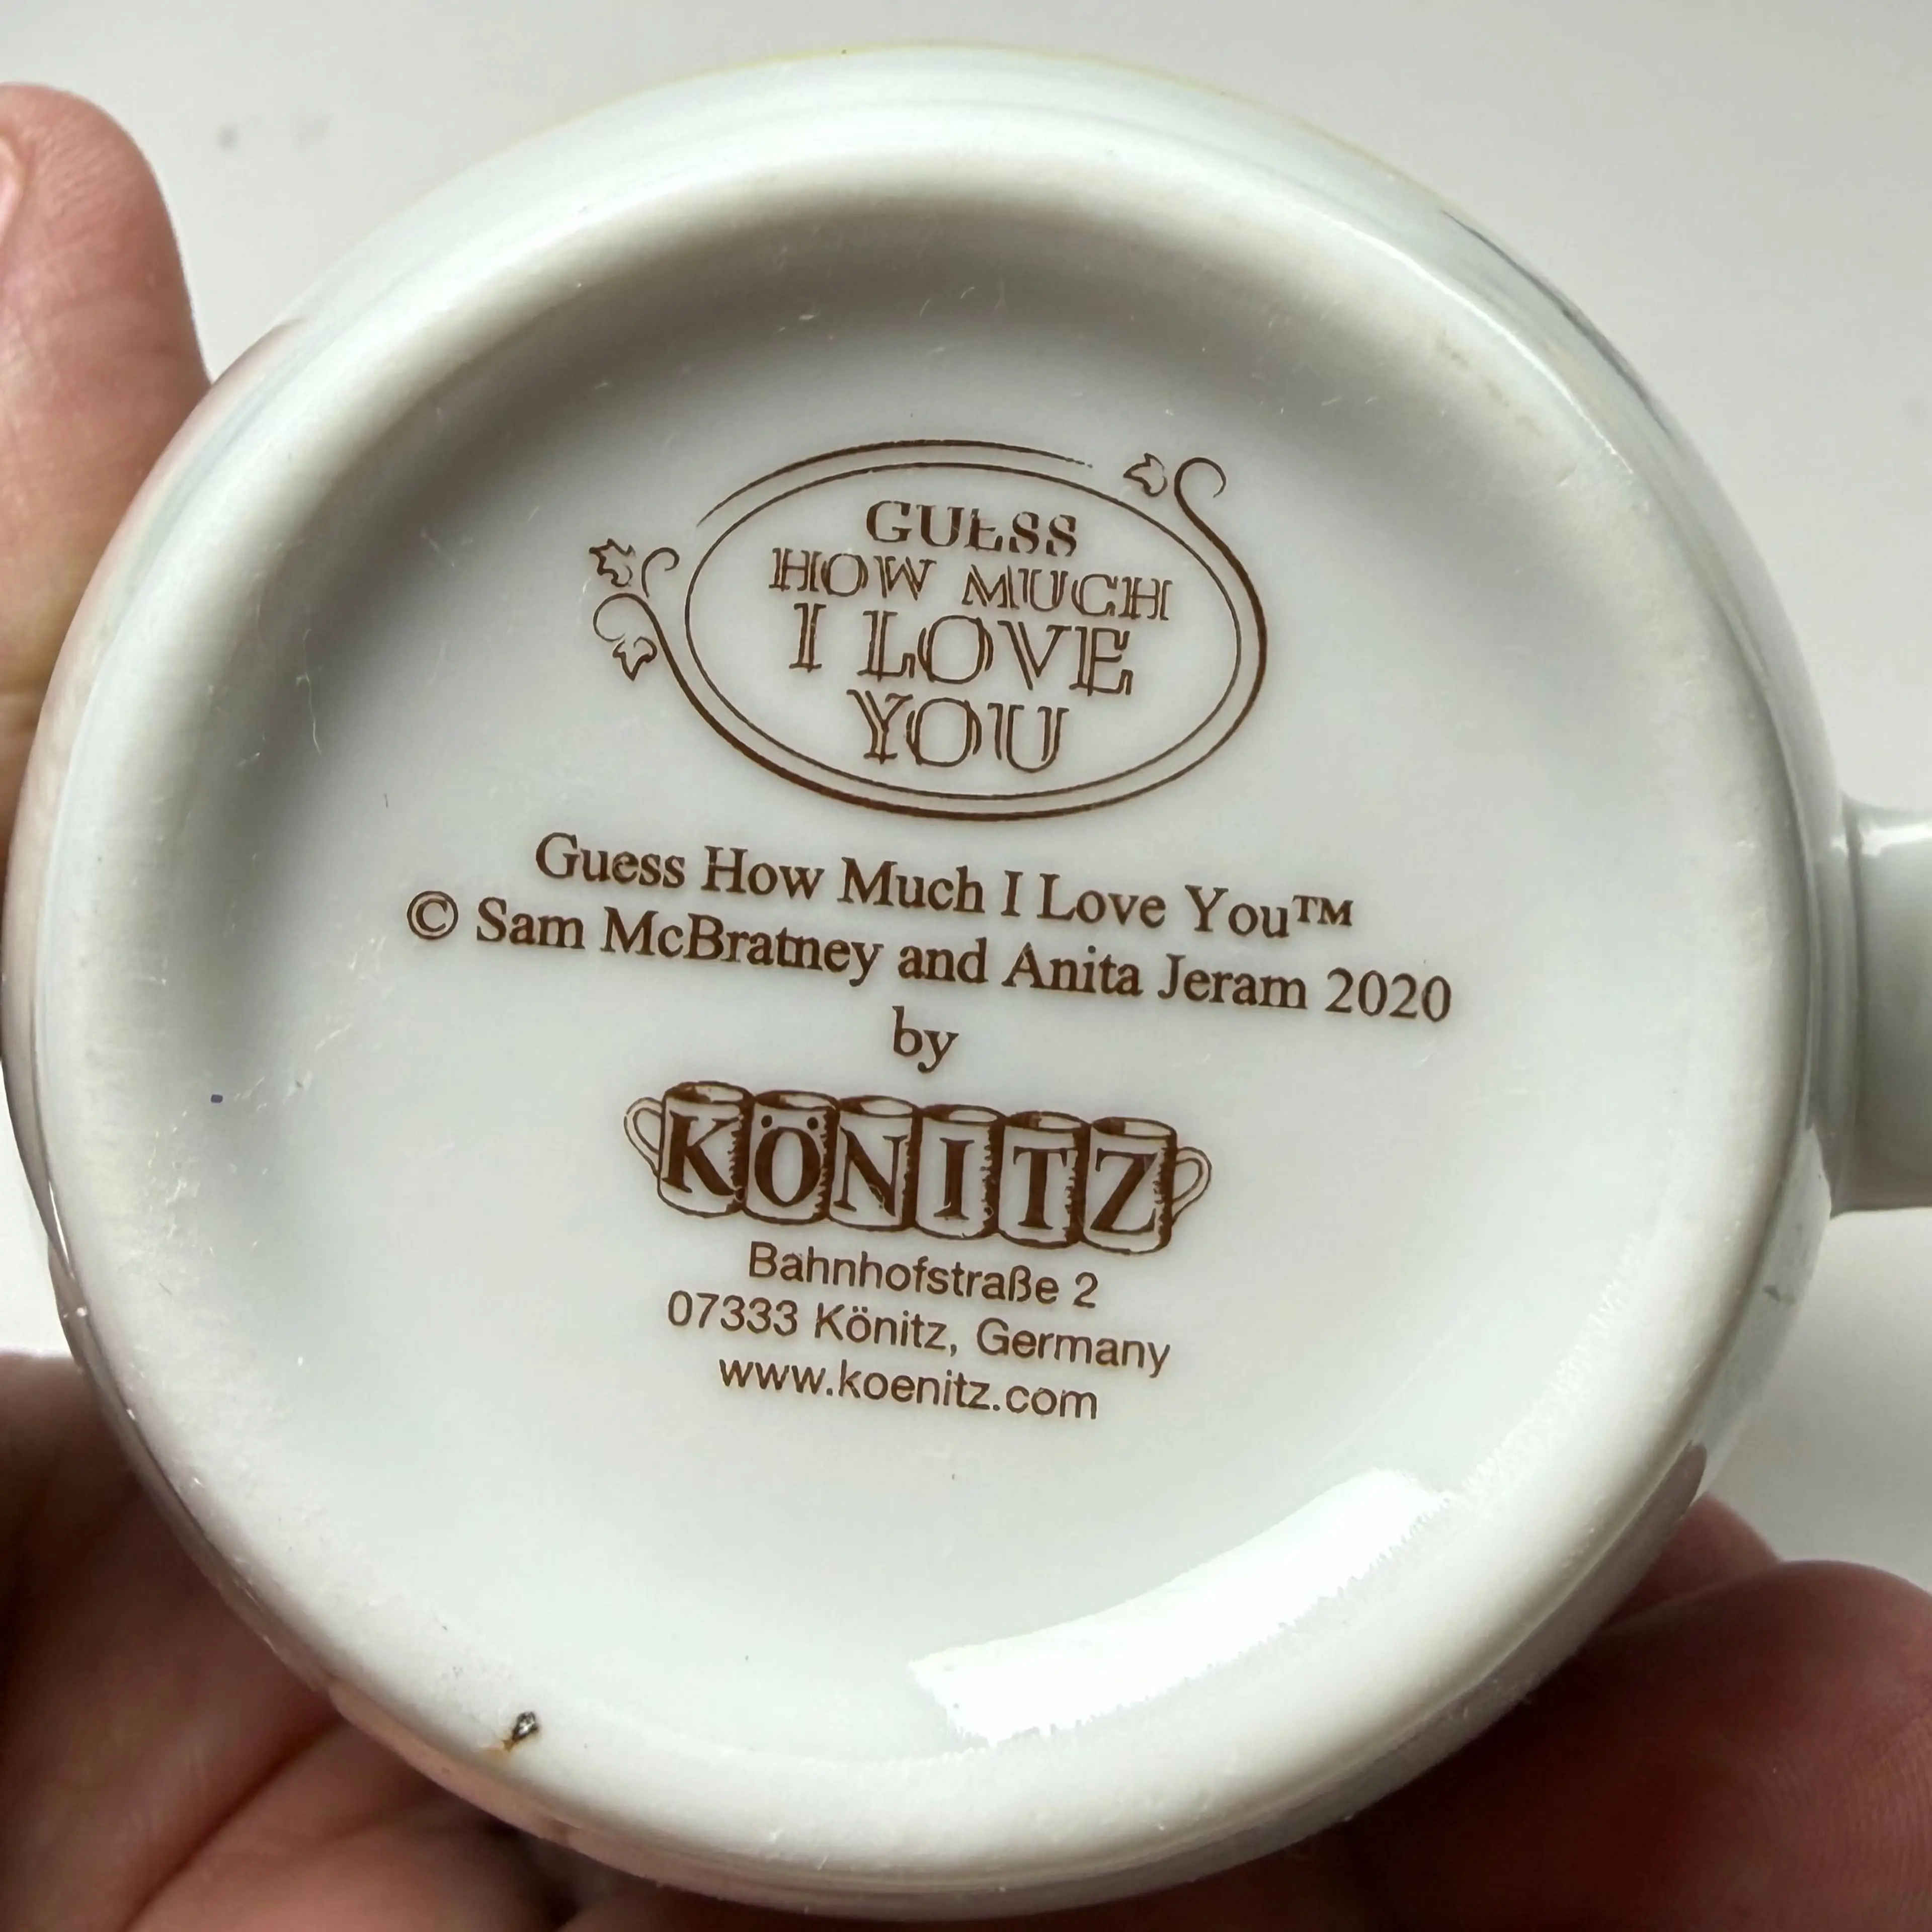 GUESS
HOW MUCH
I LOVE
YOU
Guess How Much I Love You™
© Sam McBratney and Anita Jeram 2020
by
KÖNITZ
Bahnhofstraße 2
07333 Könitz, Germany
www.koenitz.com